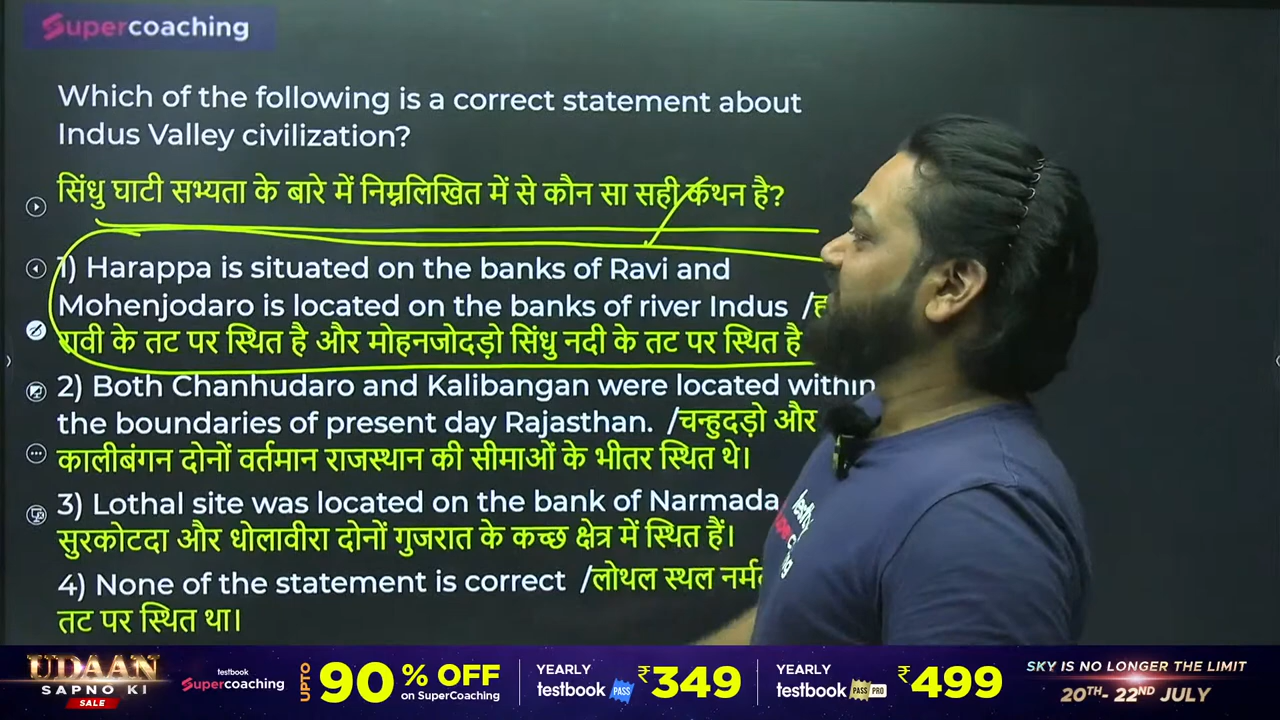 Supercoaching
Which of the following is a correct statement about
Indus Valley civilization?
सिंधु घाटी सभ्यता के बारे में निम्नलिखित में से कौन सा सही कथन है?
1) Harappa is situated on the banks of Ravi and
Mohenjodaro is located on the banks of river Indus /
रावी के तट पर स्थित है और मोहनजोदड़ो सिंधु नदी के तट पर स्थित है
2) Both Chanhudaro and Kalibangan were located within
the boundaries of present day Rajasthan. /चन्हुदड़ो और
कालीबंगन दोनों वर्तमान राजस्थान की सीमाओं के भीतर स्थित थे।
3) Lothal site was located on the bank of Narmada
सुरकोटदा और धोलावीरा दोनों गुजरात के कच्छ क्षेत्र में स्थित हैं।
4) None of the statement is correct /लोथल स्थल
तट पर स्थित था।
UDAAN
SAPNO KI
SALE
testbook
Supercoaching
UPTO 90% OFF
on SuperCoaching
YEARLY
testbook PASS ₹349
YEARLY
testbook PASS PRO ₹499
SKY IS NO LONGER THE LIMIT
20TH- 22ND JULY